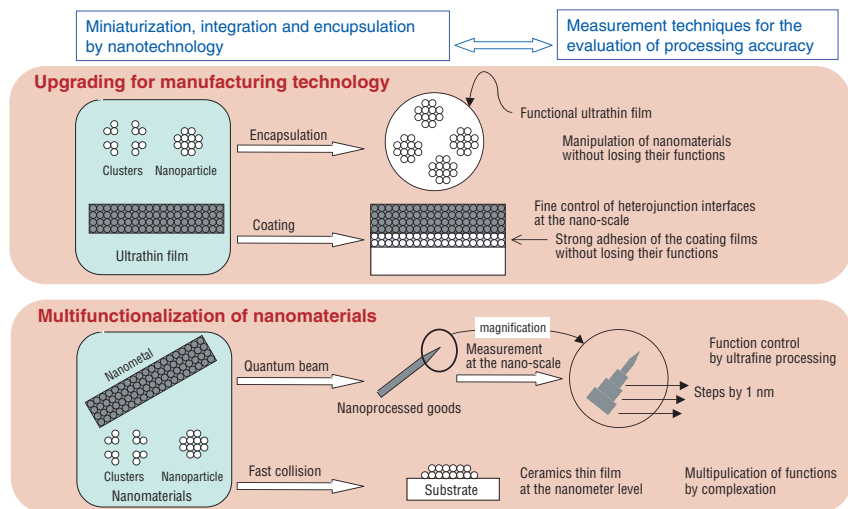 Miniaturization, integration and encupsulation
by nanotechnology
Measurement techniques for the
evaluation of processing accuracy
Upgrading for manufacturing technology
Clusters
Nanoparticle
Ultrathin film
Encapsulation
Coating
Functional ultrathin film
Manipulation of nanomaterials
without losing their functions
Fine control of heterojunction interfaces
at the nano-scale
Strong adhesion of the coating films
without losing their functions
Multifunctionalization of nanomaterials
Nanometal
Clusters
Nanoparticle
Nanomaterials
Quantum beam
Fast collision
Nanoprocessed goods
magnification
Measurement
at the nano-scale
Function control
by ultrafine processing
Steps by 1 nm
Substrate
Ceramics thin film
at the nanometer level
Multipulication of functions
by complexation